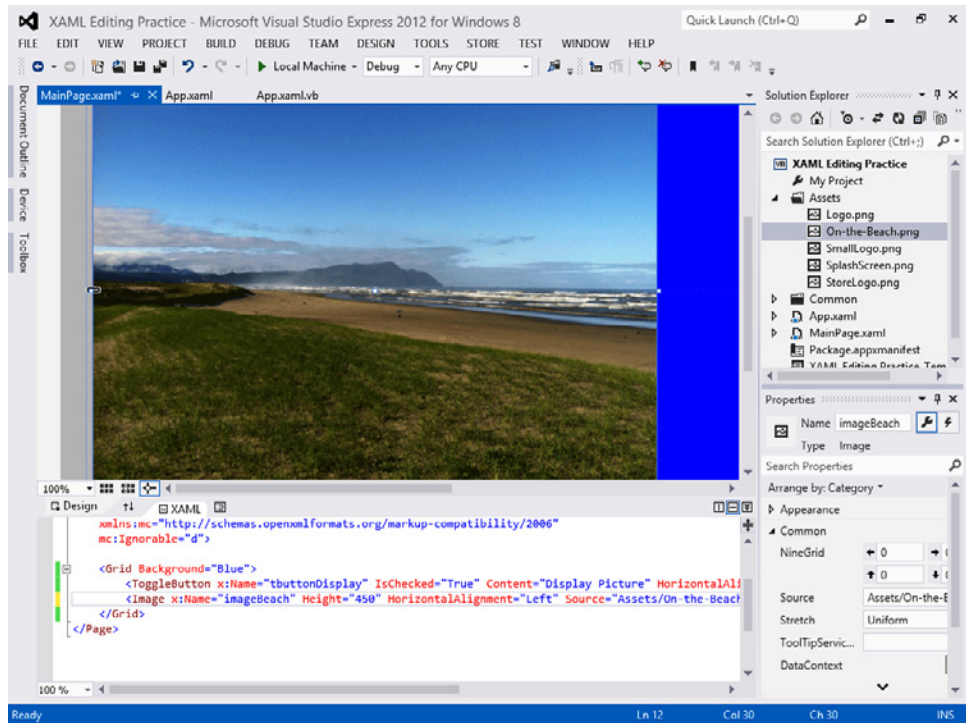 XAML Editing Practice - Microsoft Visual Studio Express 2012 for Windows 8
Quick Launch (Ctrl+Q)
FILE EDIT VIEW PROJECT BUILD DEBUG TEAM DESIGN TOOLS STORE TEST WINDOW HELP
Local Machine Debug Any CPU
MainPage.xaml* App.xaml App.xaml.vb
Document Outline
Device
Toolbox
100%
Design XAML
xmlns:mc="http://schemas.openxmlformats.org/markup-compatibility/2006"
mc:Ignorable="d">
<Grid Background="Blue">
<ToggleButton x:Name="tbuttonDisplay" IsChecked="True" Content="Display Picture" HorizontalAli
<Image x:Name="imageBeach" Height="450" HorizontalAlignment="Left" Source="Assets/On-the-Beach
</Grid>
</Page>
100 %
Solution Explorer
Search Solution Explorer (Ctrl+;)
VB XAML Editing Practice
My Project
Assets
Logo.png
On-the-Beach.png
SmallLogo.png
SplashScreen.png
StoreLogo.png
Common
App.xaml
MainPage.xaml
Package.appxmanifest
XAML Editing Practice_Tem
Properties
Name imageBeach
Type Image
Search Properties
Arrange by: Category
Appearance
Common
NineGrid 0
0
Source Assets/On-the-B
Stretch Uniform
ToolTipServic...
DataContext
Ready Ln 12 Col 30 Ch 30 INS